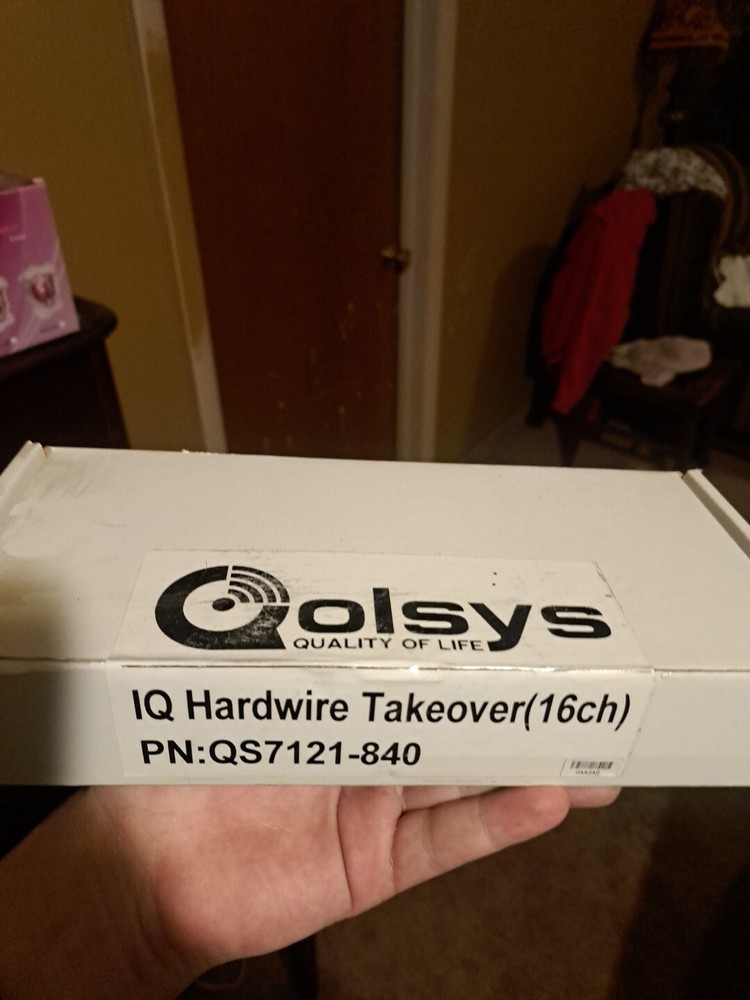 Qolsys
QUALITY OF LIFE
IQ Hardwire Takeover(16ch)
PN:QS7121-840